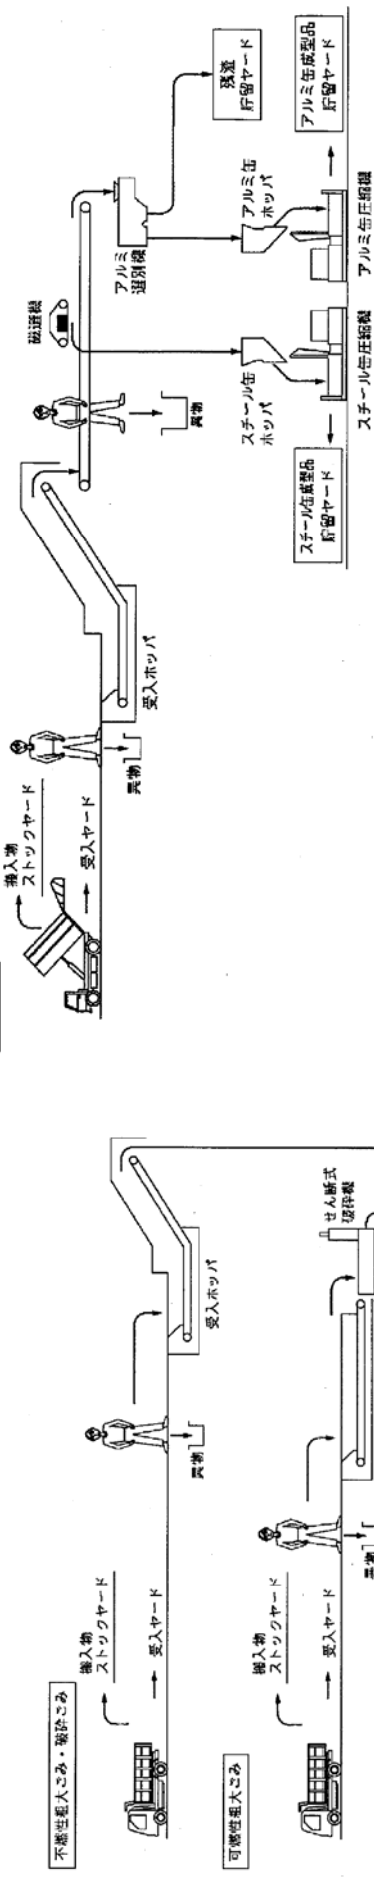 不燃性粗大ごみ・破砕ごみ
搬入物
ストックヤード
受入ヤード
異物
受入ホッパ
可燃性粗大ごみ
搬入物
ストックヤード
受入ヤード
異物
せん断式
破砕機
搬入物
ストックヤード
受入ヤード
異物
受入ホッパ
磁選機
異物
アルミ
選別機
残渣
貯留ヤード
スチール缶
ホッパ
アルミ缶
ホッパ
スチール缶成型品
貯留ヤード
スチール缶圧縮機
アルミ缶圧縮機
アルミ缶成型品
貯留ヤード